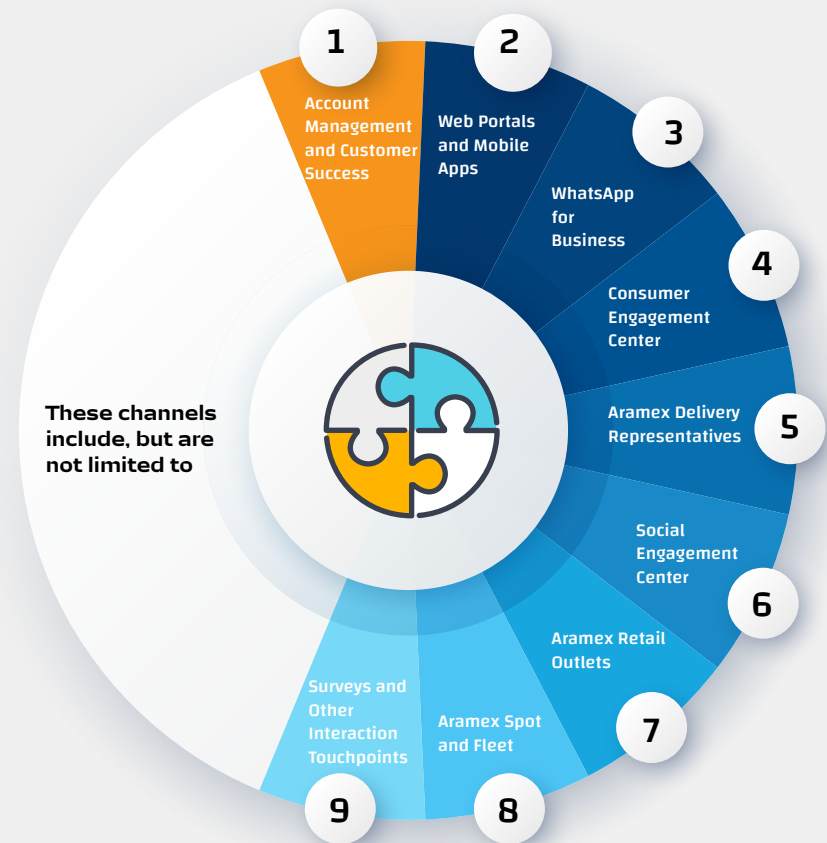 These channels
include, but are
not limited to
1
Account
Management
and Customer
Success
2
Web Portals
and Mobile
Apps
3
WhatsApp
for
Business
4
Consumer
Engagement
Center
5
Aramex Delivery
Representatives
6
Social
Engagement
Center
7
Aramex Retail
Outlets
8
Aramex Spot
and Fleet
9
Surveys and
Other
Interaction
Touchpoints